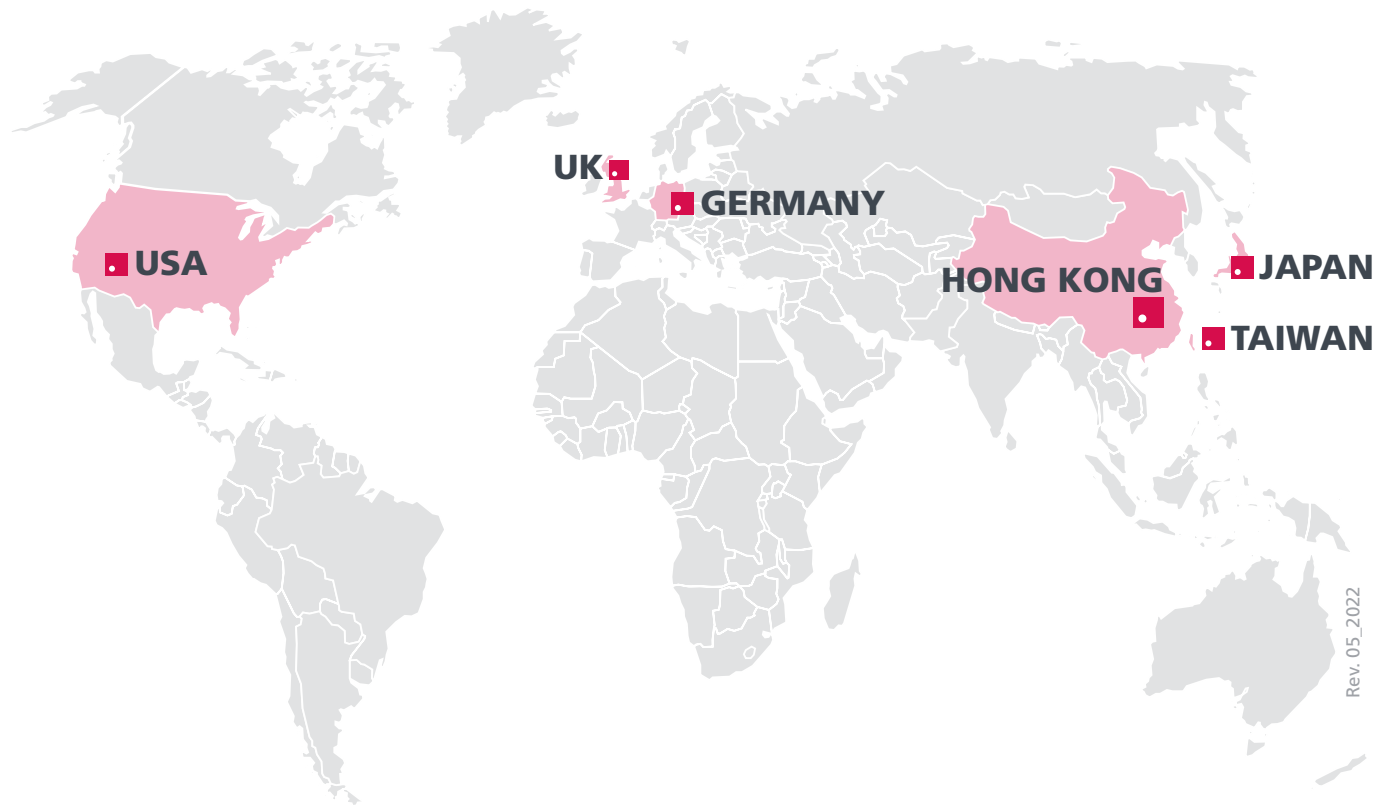 UK
GERMANY
USA
HONG KONG
JAPAN
TAIWAN
Rev. 05_2022